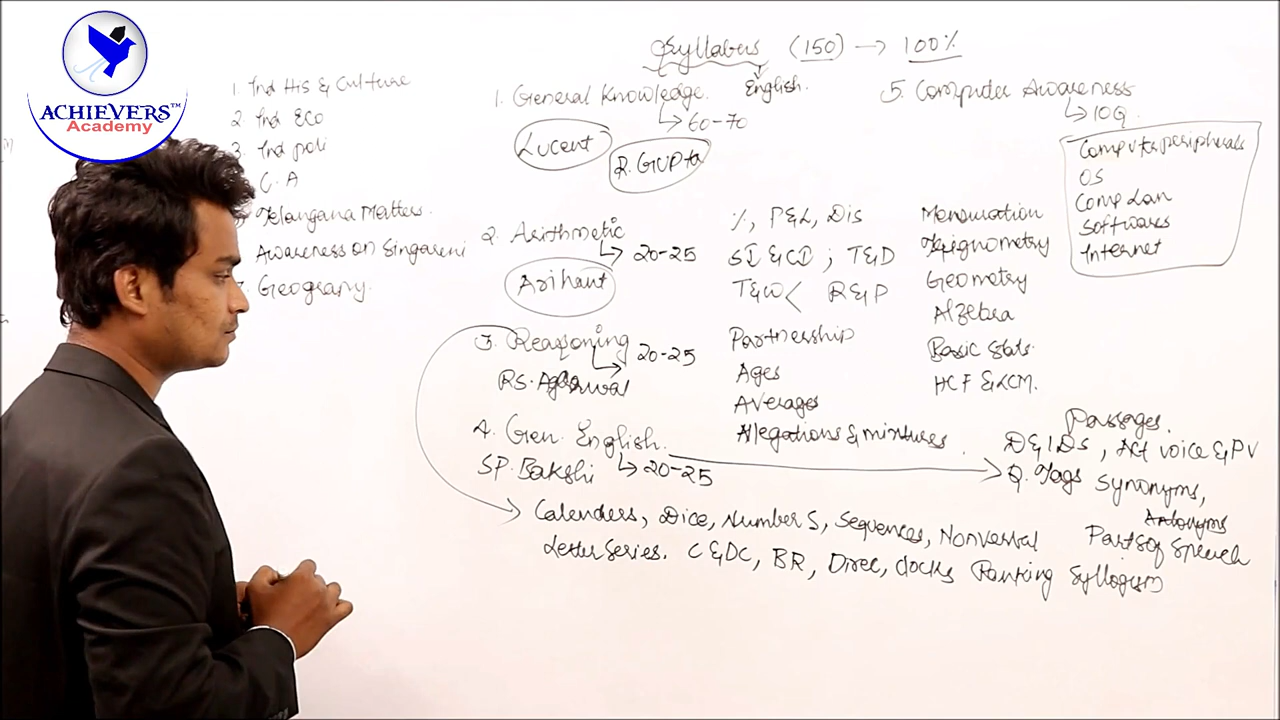 ACHIEVERS™
Academy
Syllabus (150) → 100%
English.
1. Ind His & Culture
2. Ind Eco
3. Ind poli
C. A
Telangana Matters.
Awareness on Singareni
7. Geography.
1. General Knowledge.
→ 60-70
Lucent
R. GUPTA
2. Arithmetic
→ 20-25
Arihant
3. Reasoning
→ 20-25
RS. Agarwal
4. Gen. English.
→ 20-25
SP. Bakshi
%, P&L, Dis
SI & CI ; T&D
T&W < R&P
Partnership
Ages
Averages
Allegations & mixtures.
Mensuration
Trignometry
Geometry
Alzebra
Basic Stats.
HCF & LCM.
5. Computer Awareness
→ 10Q.
Computer peripherals
OS
Comp Lan
Softwares
Internet
Passages.
D & IDS, Act voice & PV
Q. Tags Synonyms,
Antonyms
Parts of Speech
Calenders, Dice, Number S, Sequences, Nonverbal
Letter Series. C & DC, BR, Direc, clocks Ranking Syllogism